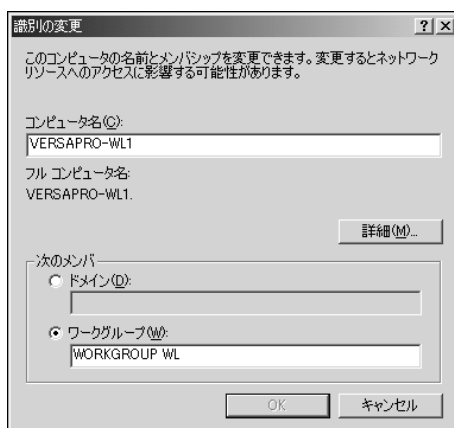 識別の変更
このコンピュータの名前とメンバシップを変更できます。変更するとネットワーク
リソースへのアクセスに影響する可能性があります。
コンピュータ名(C):
VERSAPRO-WL1
フル コンピュータ名:
VERSAPRO-WL1.
詳細(M)...
次のメンバ
ドメイン(D):
ワークグループ(W):
WORKGROUP WL
OK キャンセル